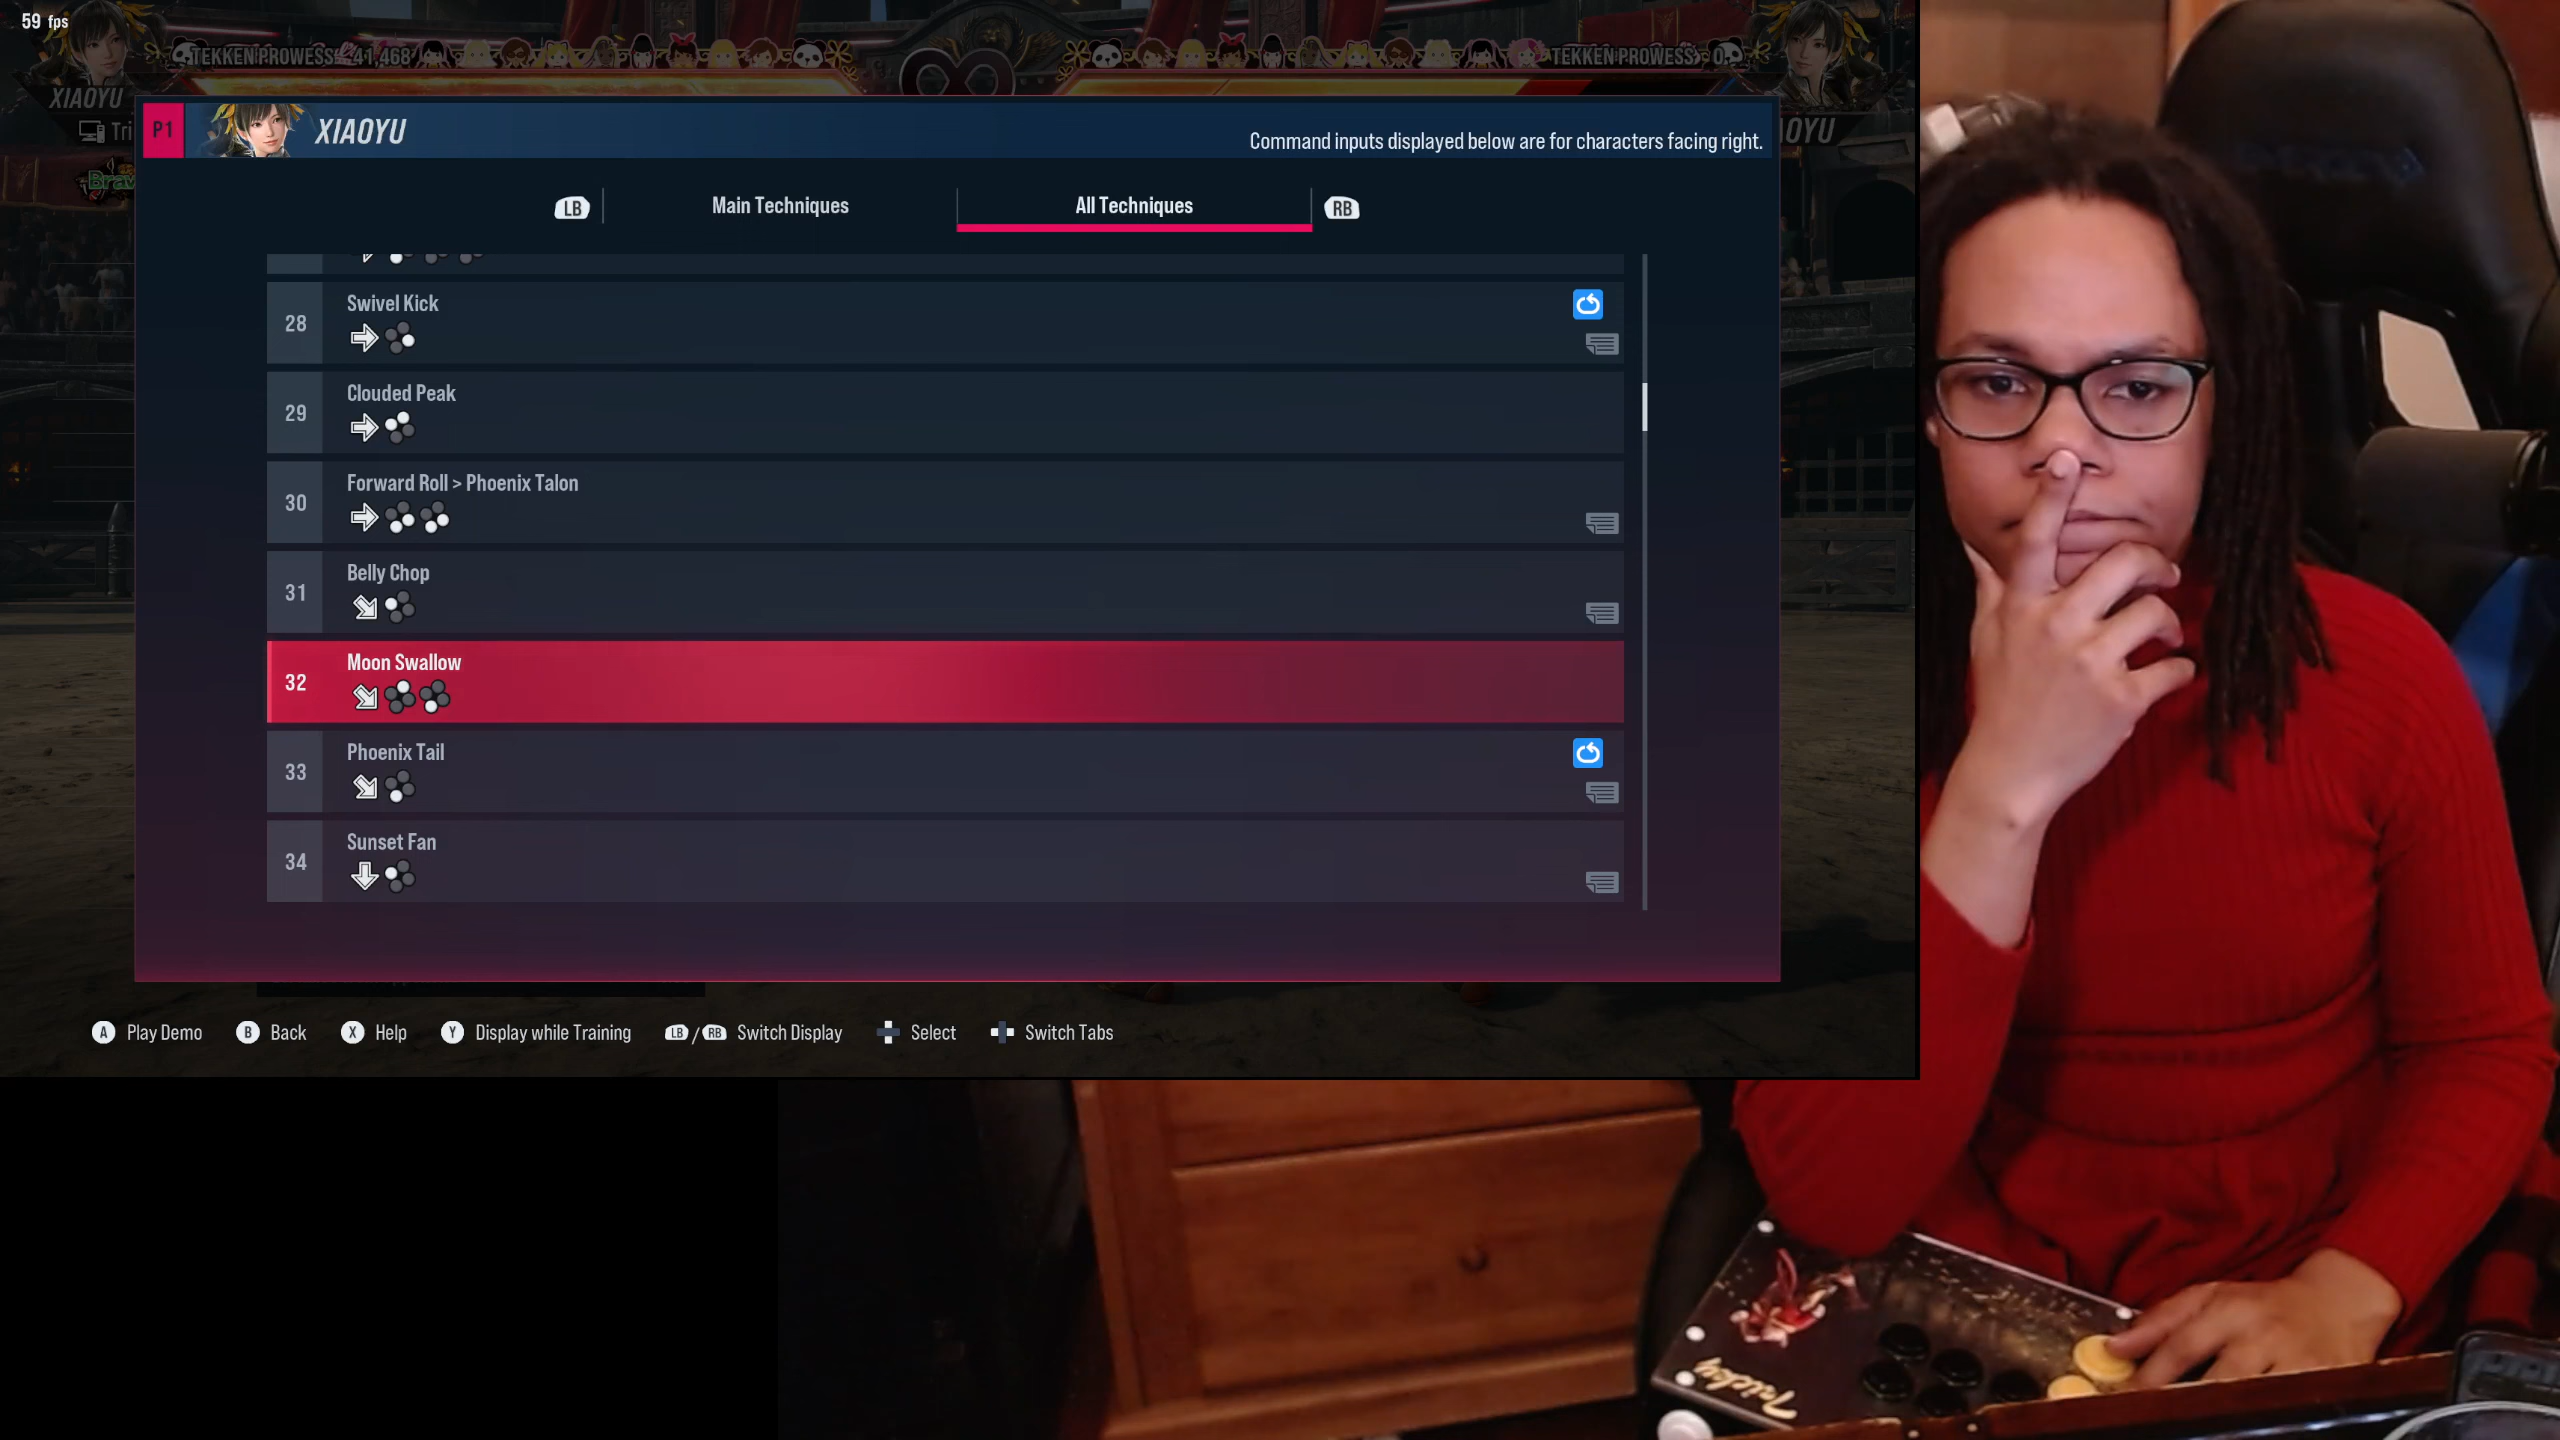 59 fps
TEKKEN PROWESS 41,468
TEKKEN PROWESS 0
XIAOYU
P1
XIAOYU
Command inputs displayed below are for characters facing right.
LB
Main Techniques
All Techniques
RB
28
Swivel Kick
29
Clouded Peak
30
Forward Roll > Phoenix Talon
31
Belly Chop
32
Moon Swallow
33
Phoenix Tail
34
Sunset Fan
A Play Demo B Back X Help Y Display while Training LB / RB Switch Display Select Switch Tabs
Tricky